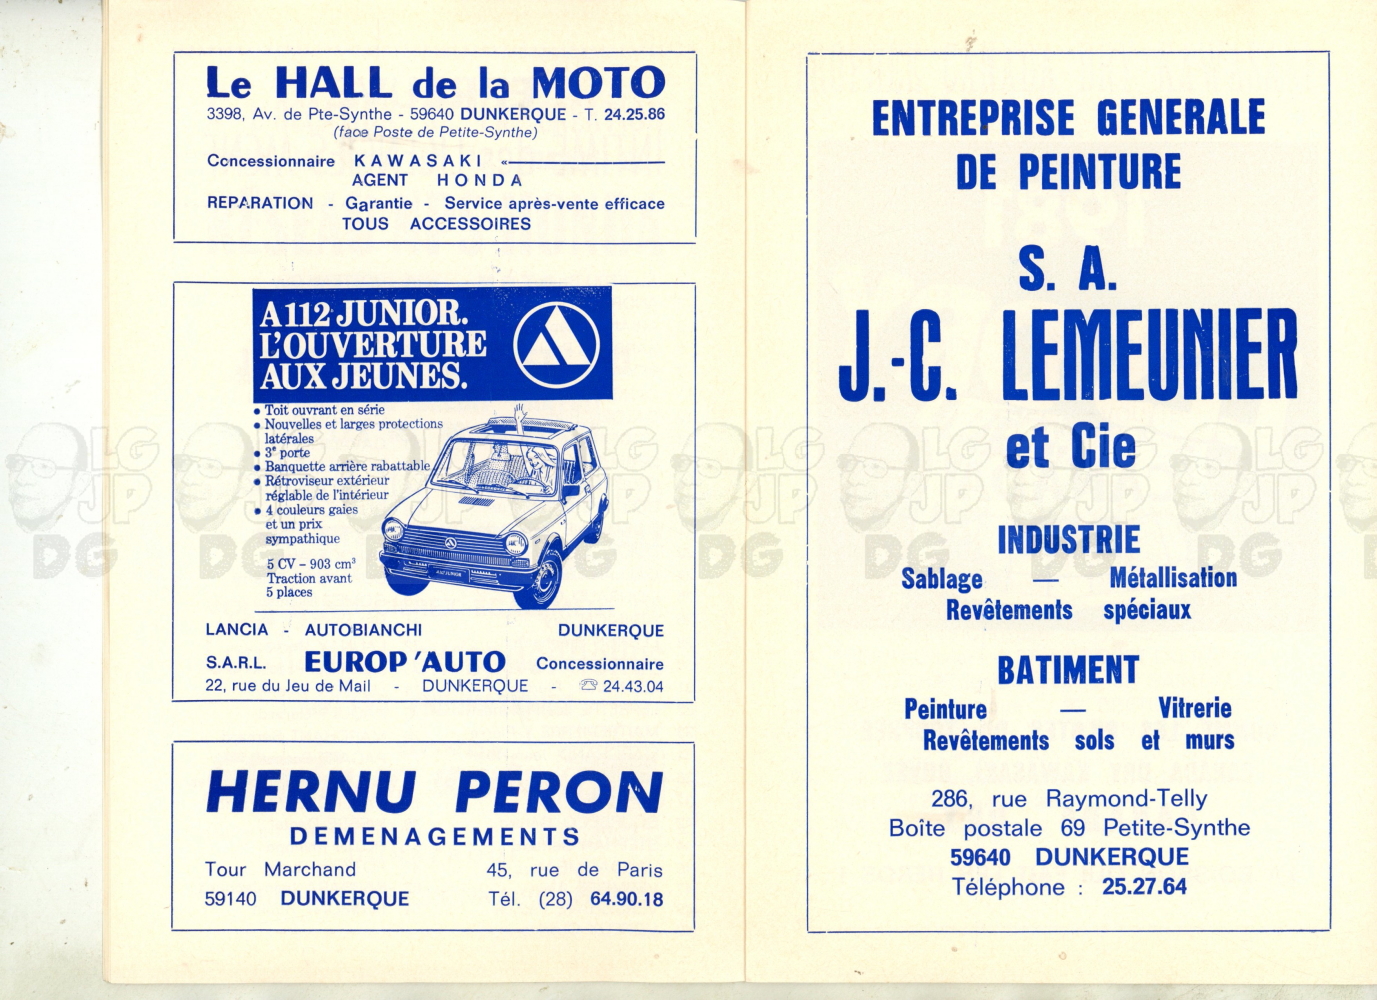 Le HALL de la MOTO
3398, Av. de Pte-Synthe - 59640 DUNKERQUE - T. 24.25.86
(face Poste de Petite-Synthe)
Concessionnaire KAWASAKI «
AGENT HONDA
REPARATION - Garantie - Service après-vente efficace
TOUS ACCESSOIRES
A112 JUNIOR.
L'OUVERTURE
AUX JEUNES.
• Toit ouvrant en série
• Nouvelles et larges protections
latérales
• 3e porte
• Banquette arrière rabattable
• Rétroviseur extérieur
réglable de l'intérieur
• 4 couleurs gaies
et un prix
sympathique
5 CV – 903 cm³
Traction avant
5 places
LANCIA - AUTOBIANCHI DUNKERQUE
S.A.R.L. EUROP'AUTO Concessionnaire
22, rue du Jeu de Mail - DUNKERQUE - ☏ 24.43.04
HERNU PERON
DEMENAGEMENTS
Tour Marchand 45, rue de Paris
59140 DUNKERQUE Tél. (28) 64.90.18
ENTREPRISE GENERALE
DE PEINTURE
S. A.
J.-C. LEMEUNIER
et Cie
INDUSTRIE
Sablage — Métallisation
Revêtements spéciaux
BATIMENT
Peinture — Vitrerie
Revêtements sols et murs
286, rue Raymond-Telly
Boîte postale 69 Petite-Synthe
59640 DUNKERQUE
Téléphone : 25.27.64
LG JP DG